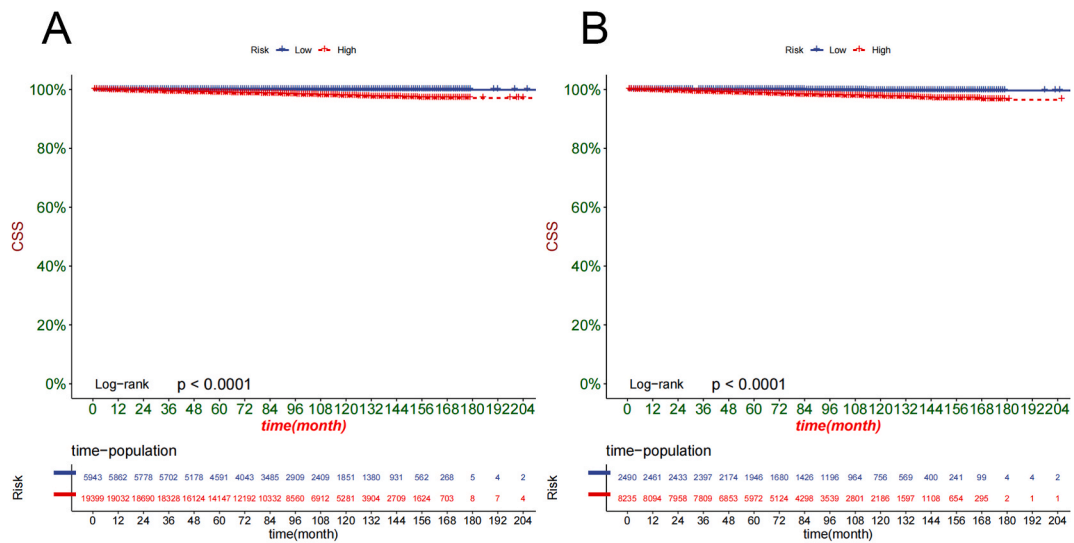 A
Risk Low High
100%
80%
60%
40%
20%
0%
CSS
Log-rank p < 0.0001
0 12 24 36 48 60 72 84 96 108 120 132 144 156 168 180 192 204
time(month)
time-population
Risk
5943 5862 5778 5702 5178 4591 4043 3485 2909 2409 1851 1380 931 562 268 5 4 2
19399 19032 18690 18328 16124 14147 12192 10332 8560 6912 5281 3904 2709 1624 703 8 7 4
0 12 24 36 48 60 72 84 96 108 120 132 144 156 168 180 192 204
time(month)
B
Risk Low High
100%
80%
60%
40%
20%
0%
CSS
Log-rank p < 0.0001
0 12 24 36 48 60 72 84 96 108 120 132 144 156 168 180 192 204
time(month)
time-population
Risk
2490 2461 2433 2397 2174 1946 1680 1426 1196 964 756 569 400 241 99 4 4 2
8235 8094 7958 7809 6853 5972 5124 4298 3539 2801 2186 1597 1108 654 295 2 1 1
0 12 24 36 48 60 72 84 96 108 120 132 144 156 168 180 192 204
time(month)